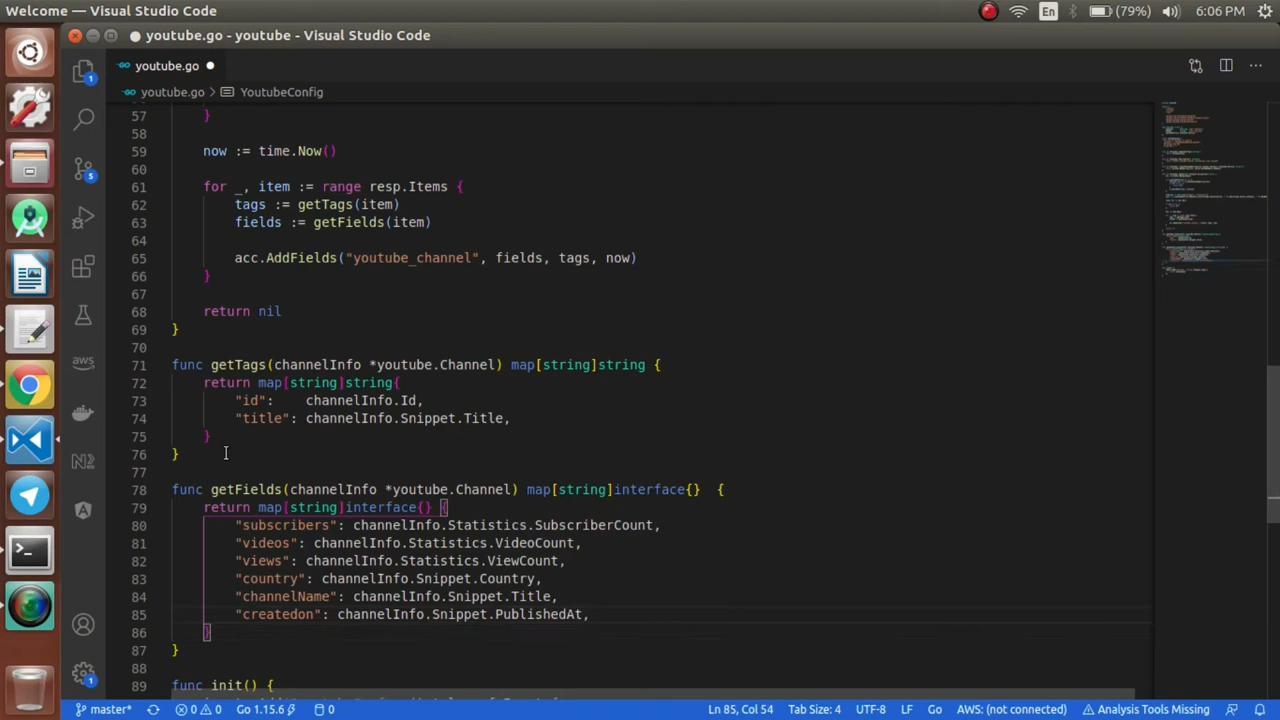 Welcome - Visual Studio Code
En
(79%)
6:06 PM
youtube.go - youtube - Visual Studio Code
youtube.go
youtube.go > YoutubeConfig
57 }
58
59 now := time.Now()
60
61 for _, item := range resp.Items {
62 tags := getTags(item)
63 fields := getFields(item)
64
65 acc.AddFields("youtube_channel", fields, tags, now)
66 }
67
68 return nil
69 }
70
71 func getTags(channelInfo *youtube.Channel) map[string]string {
72 return map[string]string{
73 "id": channelInfo.Id,
74 "title": channelInfo.Snippet.Title,
75 }
76 }
77
78 func getFields(channelInfo *youtube.Channel) map[string]interface{} {
79 return map[string]interface{} {
80 "subscribers": channelInfo.Statistics.SubscriberCount,
81 "videos": channelInfo.Statistics.VideoCount,
82 "views": channelInfo.Statistics.ViewCount,
83 "country": channelInfo.Snippet.Country,
84 "channelName": channelInfo.Snippet.Title,
85 "createdon": channelInfo.Snippet.PublishedAt,
86 }
87 }
88
89 func init() {
1
5
aws
N2
1
master*
0
0
Go 1.15.6
0
Ln 85, Col 54
Tab Size: 4
UTF-8
LF
Go
AWS: (not connected)
Analysis Tools Missing